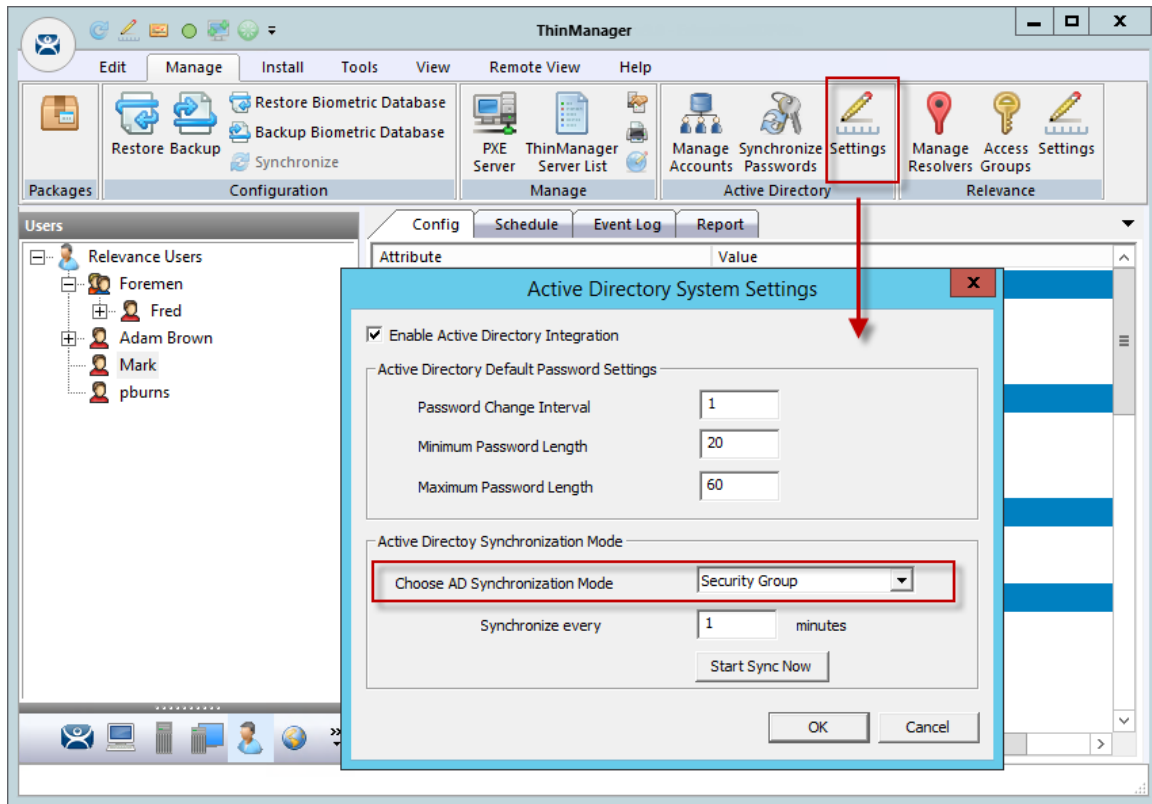 ThinManager
Edit Manage Install Tools View Remote View Help
Restore Backup
Restore Biometric Database
Backup Biometric Database
Synchronize
PXE Server
ThinManager Server List
Manage Accounts
Synchronize Passwords
Settings
Manage Resolvers
Access Groups
Settings
Packages Configuration Manage Active Directory Relevance
Users
Config Schedule Event Log Report
Relevance Users
Foremen
Fred
Adam Brown
Mark
pburns
Attribute Value
Active Directory System Settings
x
Enable Active Directory Integration
Active Directory Default Password Settings
Password Change Interval 1
Minimum Password Length 20
Maximum Password Length 60
Active Directoy Synchronization Mode
Choose AD Synchronization Mode Security Group
Synchronize every 1 minutes
Start Sync Now
OK Cancel